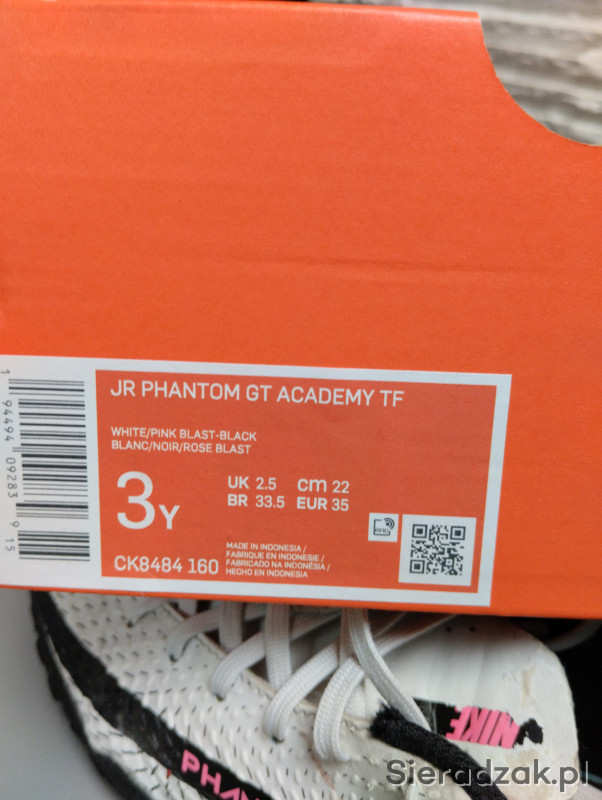 JR PHANTOM GT ACADEMY TF
WHITE/PINK BLAST-BLACK
BLANC/NOIR/ROSE BLAST
3Y
UK 2.5 cm 22
BR 33.5 EUR 35
CK8484 160
MADE IN INDONESIA /
FABRIQUE EN INDONESIE /
FABRICADO NA INDONÉSIA /
HECHO EN INDONESIA
RFID
1 94494 09283 9 15
NIKE
PHA
Sieradzak.pl